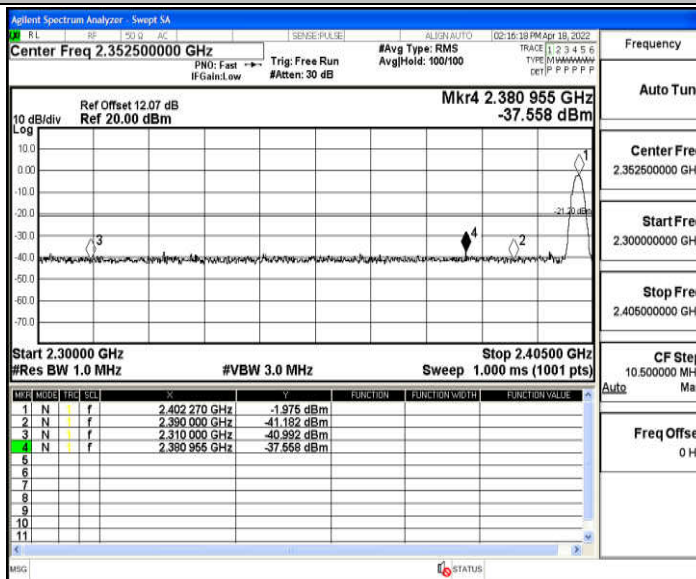 Agilent Spectrum Analyzer - Swept SA
RL RF 50 Ω AC SENSE:PULSE ALIGN AUTO 02:16:18 PM Apr 18, 2022
Center Freq 2.352500000 GHz
PNO: Fast
IFGain:Low
Trig: Free Run
#Atten: 30 dB
#Avg Type: RMS
Avg|Hold: 100/100
TRACE 1 2 3 4 5 6
TYPE M
DET P P P P P P
Frequency
Ref Offset 12.07 dB
10 dB/div Ref 20.00 dBm
Log
Mkr4 2.380 955 GHz
-37.558 dBm
Auto Tun
Center Fre
2.352500000 GH
Start Fre
2.300000000 GH
Stop Fre
2.405000000 GH
CF Step
10.500000 MH
Auto Ma
Freq Offse
0 H
10.0
0.00
-10.0
-20.0
-30.0
-40.0
-50.0
-60.0
-70.0
1
-21.20 dBm
3
4
2
Start 2.30000 GHz Stop 2.40500 GHz
#Res BW 1.0 MHz #VBW 3.0 MHz Sweep 1.000 ms (1001 pts)
MKR MODE TRC SCL X Y FUNCTION FUNCTION WIDTH FUNCTION VALUE
1 N 1 f 2.402 270 GHz -1.975 dBm
2 N 1 f 2.390 000 GHz -41.182 dBm
3 N 1 f 2.310 000 GHz -40.992 dBm
4 N 1 f 2.380 955 GHz -37.558 dBm
5
6
7
8
9
10
11
MSG STATUS